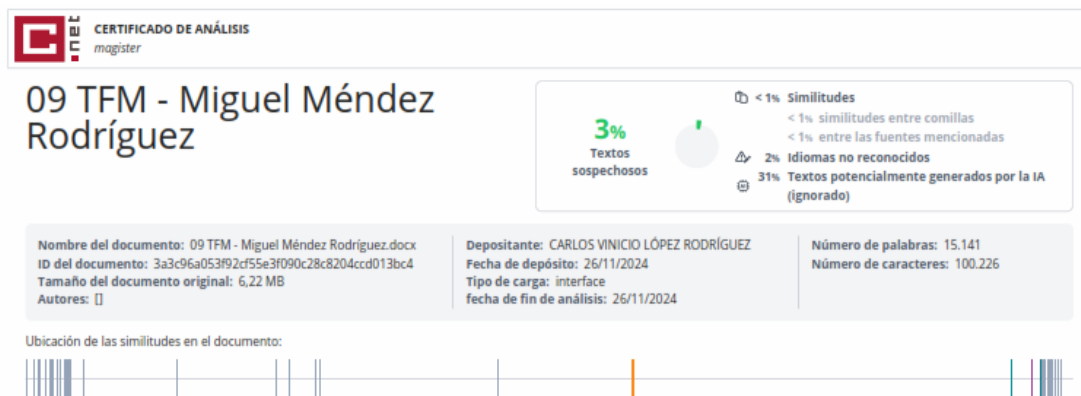 C
.net
CERTIFICADO DE ANÁLISIS
magister
09 TFM - Miguel Méndez
Rodríguez
3%
Textos
sospechosos
< 1% Similitudes
< 1% similitudes entre comillas
< 1% entre las fuentes mencionadas
2% Idiomas no reconocidos
31% Textos potencialmente generados por la IA
(ignorado)
Nombre del documento: 09 TFM - Miguel Méndez Rodríguez.docx
ID del documento: 3a3c96a053f92cf55e3f090c28c8204ccd013bc4
Tamaño del documento original: 6,22 MB
Autores: []
Depositante: CARLOS VINICIO LÓPEZ RODRÍGUEZ
Fecha de depósito: 26/11/2024
Tipo de carga: interface
fecha de fin de análisis: 26/11/2024
Número de palabras: 15.141
Número de caracteres: 100.226
Ubicación de las similitudes en el documento: